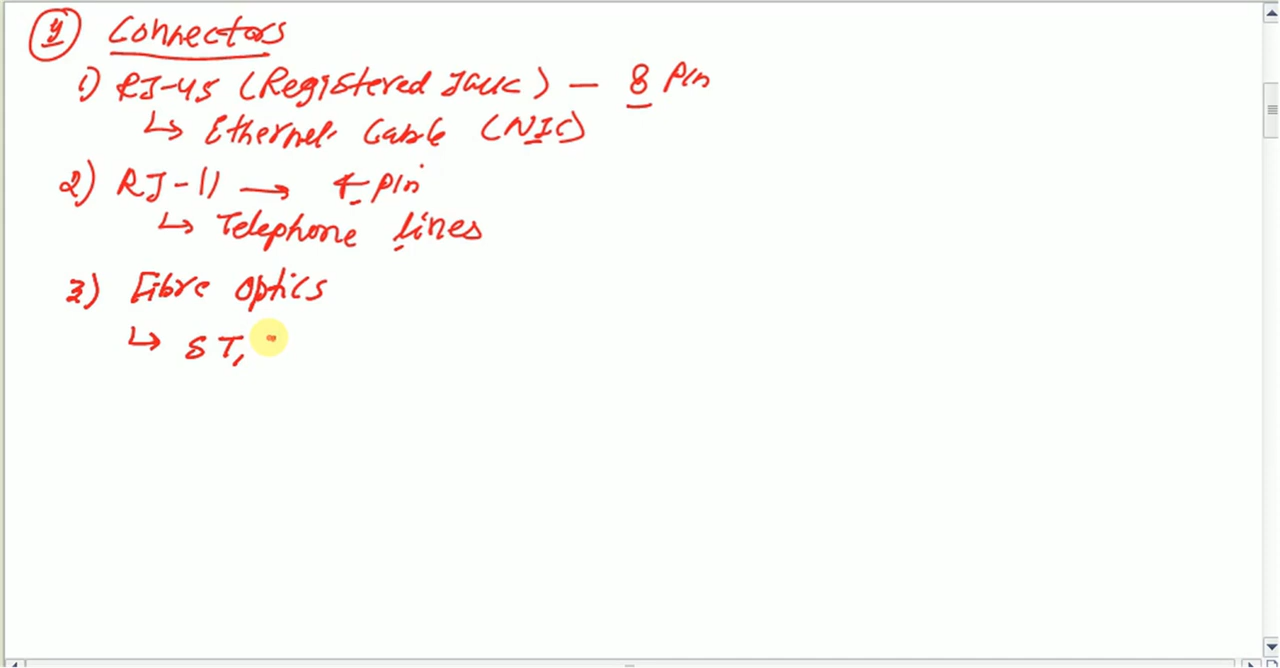 4 Connectors
1) RJ-45 (Registered Jack) - 8 Pin
↳ Ethernet Cable (NIC)
2) RJ-11 → 4 pin
↳ Telephone lines
3) Fibre optics
↳ ST,